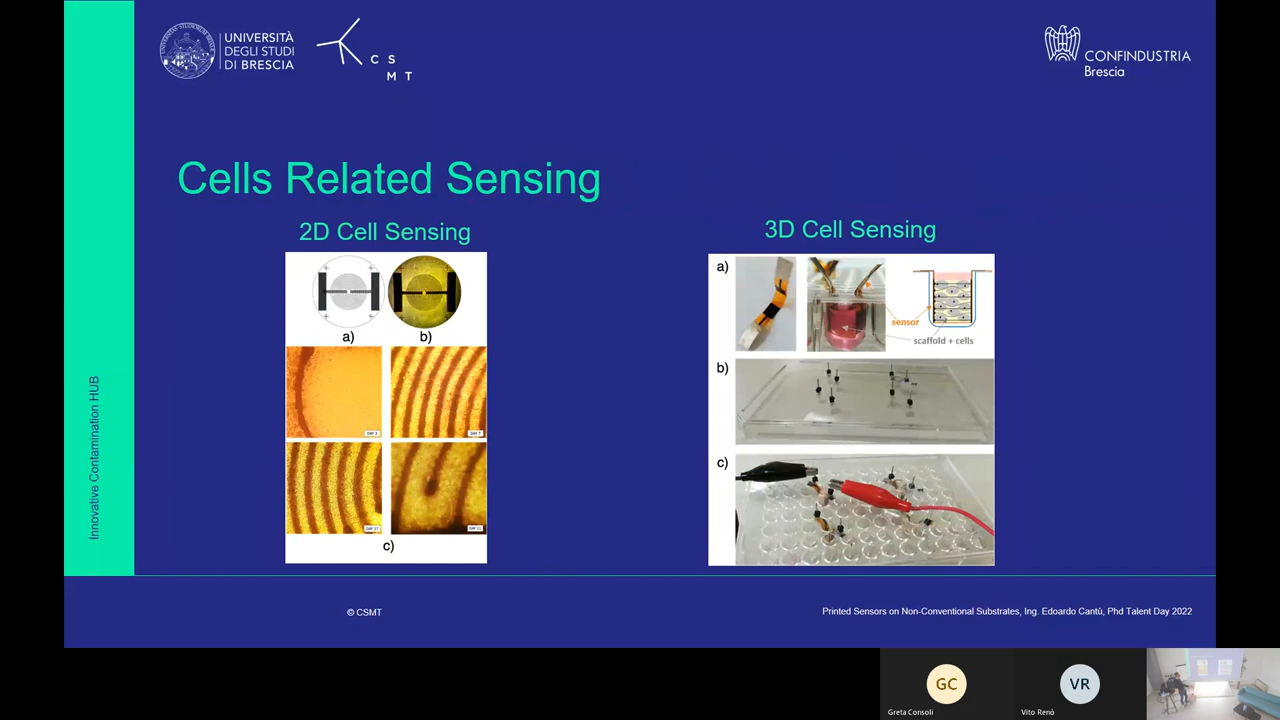 UNIVERSITÀ
DEGLI STUDI
DI BRESCIA
C S
M T
CONFINDUSTRIA
Brescia
Cells Related Sensing
2D Cell Sensing
a)
b)
c)
3D Cell Sensing
a)
sensor
scaffold + cells
b)
c)
Innovative Contamination HUB
© CSMT
Printed Sensors on Non-Conventional Substrates, Ing. Edoardo Cantù, Phd Talent Day 2022
GC
Greta Consoli
VR
Vito Renò